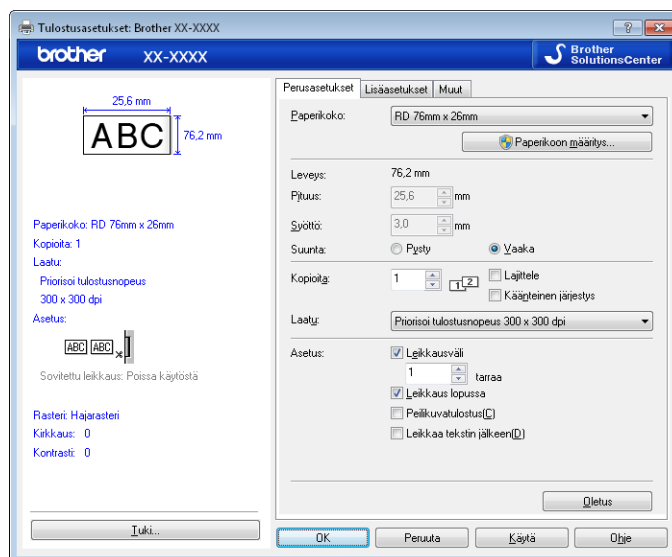 Tulostusasetukset: Brother XX-XXXX
brother XX-XXXX
Brother SolutionsCenter
25,6 mm
ABC
76,2 mm
Paperikoko: RD 76mm x 26mm
Kopioita: 1
Laatu:
Priorisoi tulostusnopeus
300 x 300 dpi
Asetus:
ABC ABC
Sovitettu leikkaus: Poissa käytöstä
Rasteri: Hajarasteri
Kirkkaus: 0
Kontrasti: 0
Tuki...
Perusasetukset Lisäasetukset Muut
Paperikoko: RD 76mm x 26mm
Paperikoon määritys...
Leveys: 76,2 mm
Pituus: 25,6 mm
Syöttö: 3,0 mm
Suunta: Pysty Vaaka
Kopioita: 1 1 2 Lajittele
Käänteinen järjestys
Laatu: Priorisoi tulostusnopeus 300 x 300 dpi
Asetus: Leikkausväli
1 tarraa
Leikkaus lopussa
Peilikuvatulostus(C)
Leikkaa tekstin jälkeen(D)
Oletus
OK Peruuta Käytä Ohje